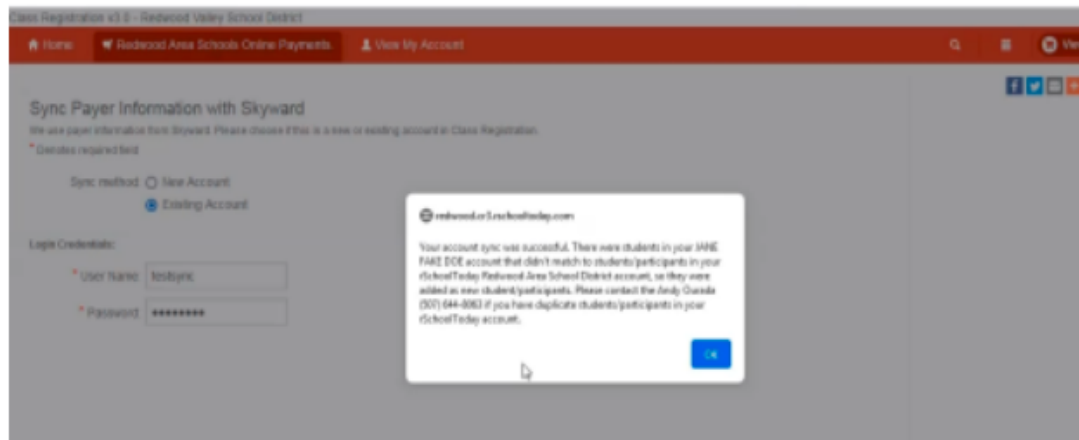 Class Registration v3.0 - Redwood Valley School District
Home
Redwood Area Schools Online Payments
View My Account
Sync Payer Information with Skyward
We use payer information from Skyward. Please choose if this is a new or existing account in Class Registration.
* Denotes required field
Sync method
New Account
Existing Account
Login Credentials:
* User Name
testsync
* Password
redwood.cr3.rschooltoday.com
Your account sync was successful. There were students in your JANE
FAKE DOE account that didn't match to students/participants in your
rSchoolToday Redwood Area School District account, so they were
added as new student/participants. Please contact the Andy
(507) 644-8063 if you have duplicate students/participants in your
rSchoolToday account.
OK